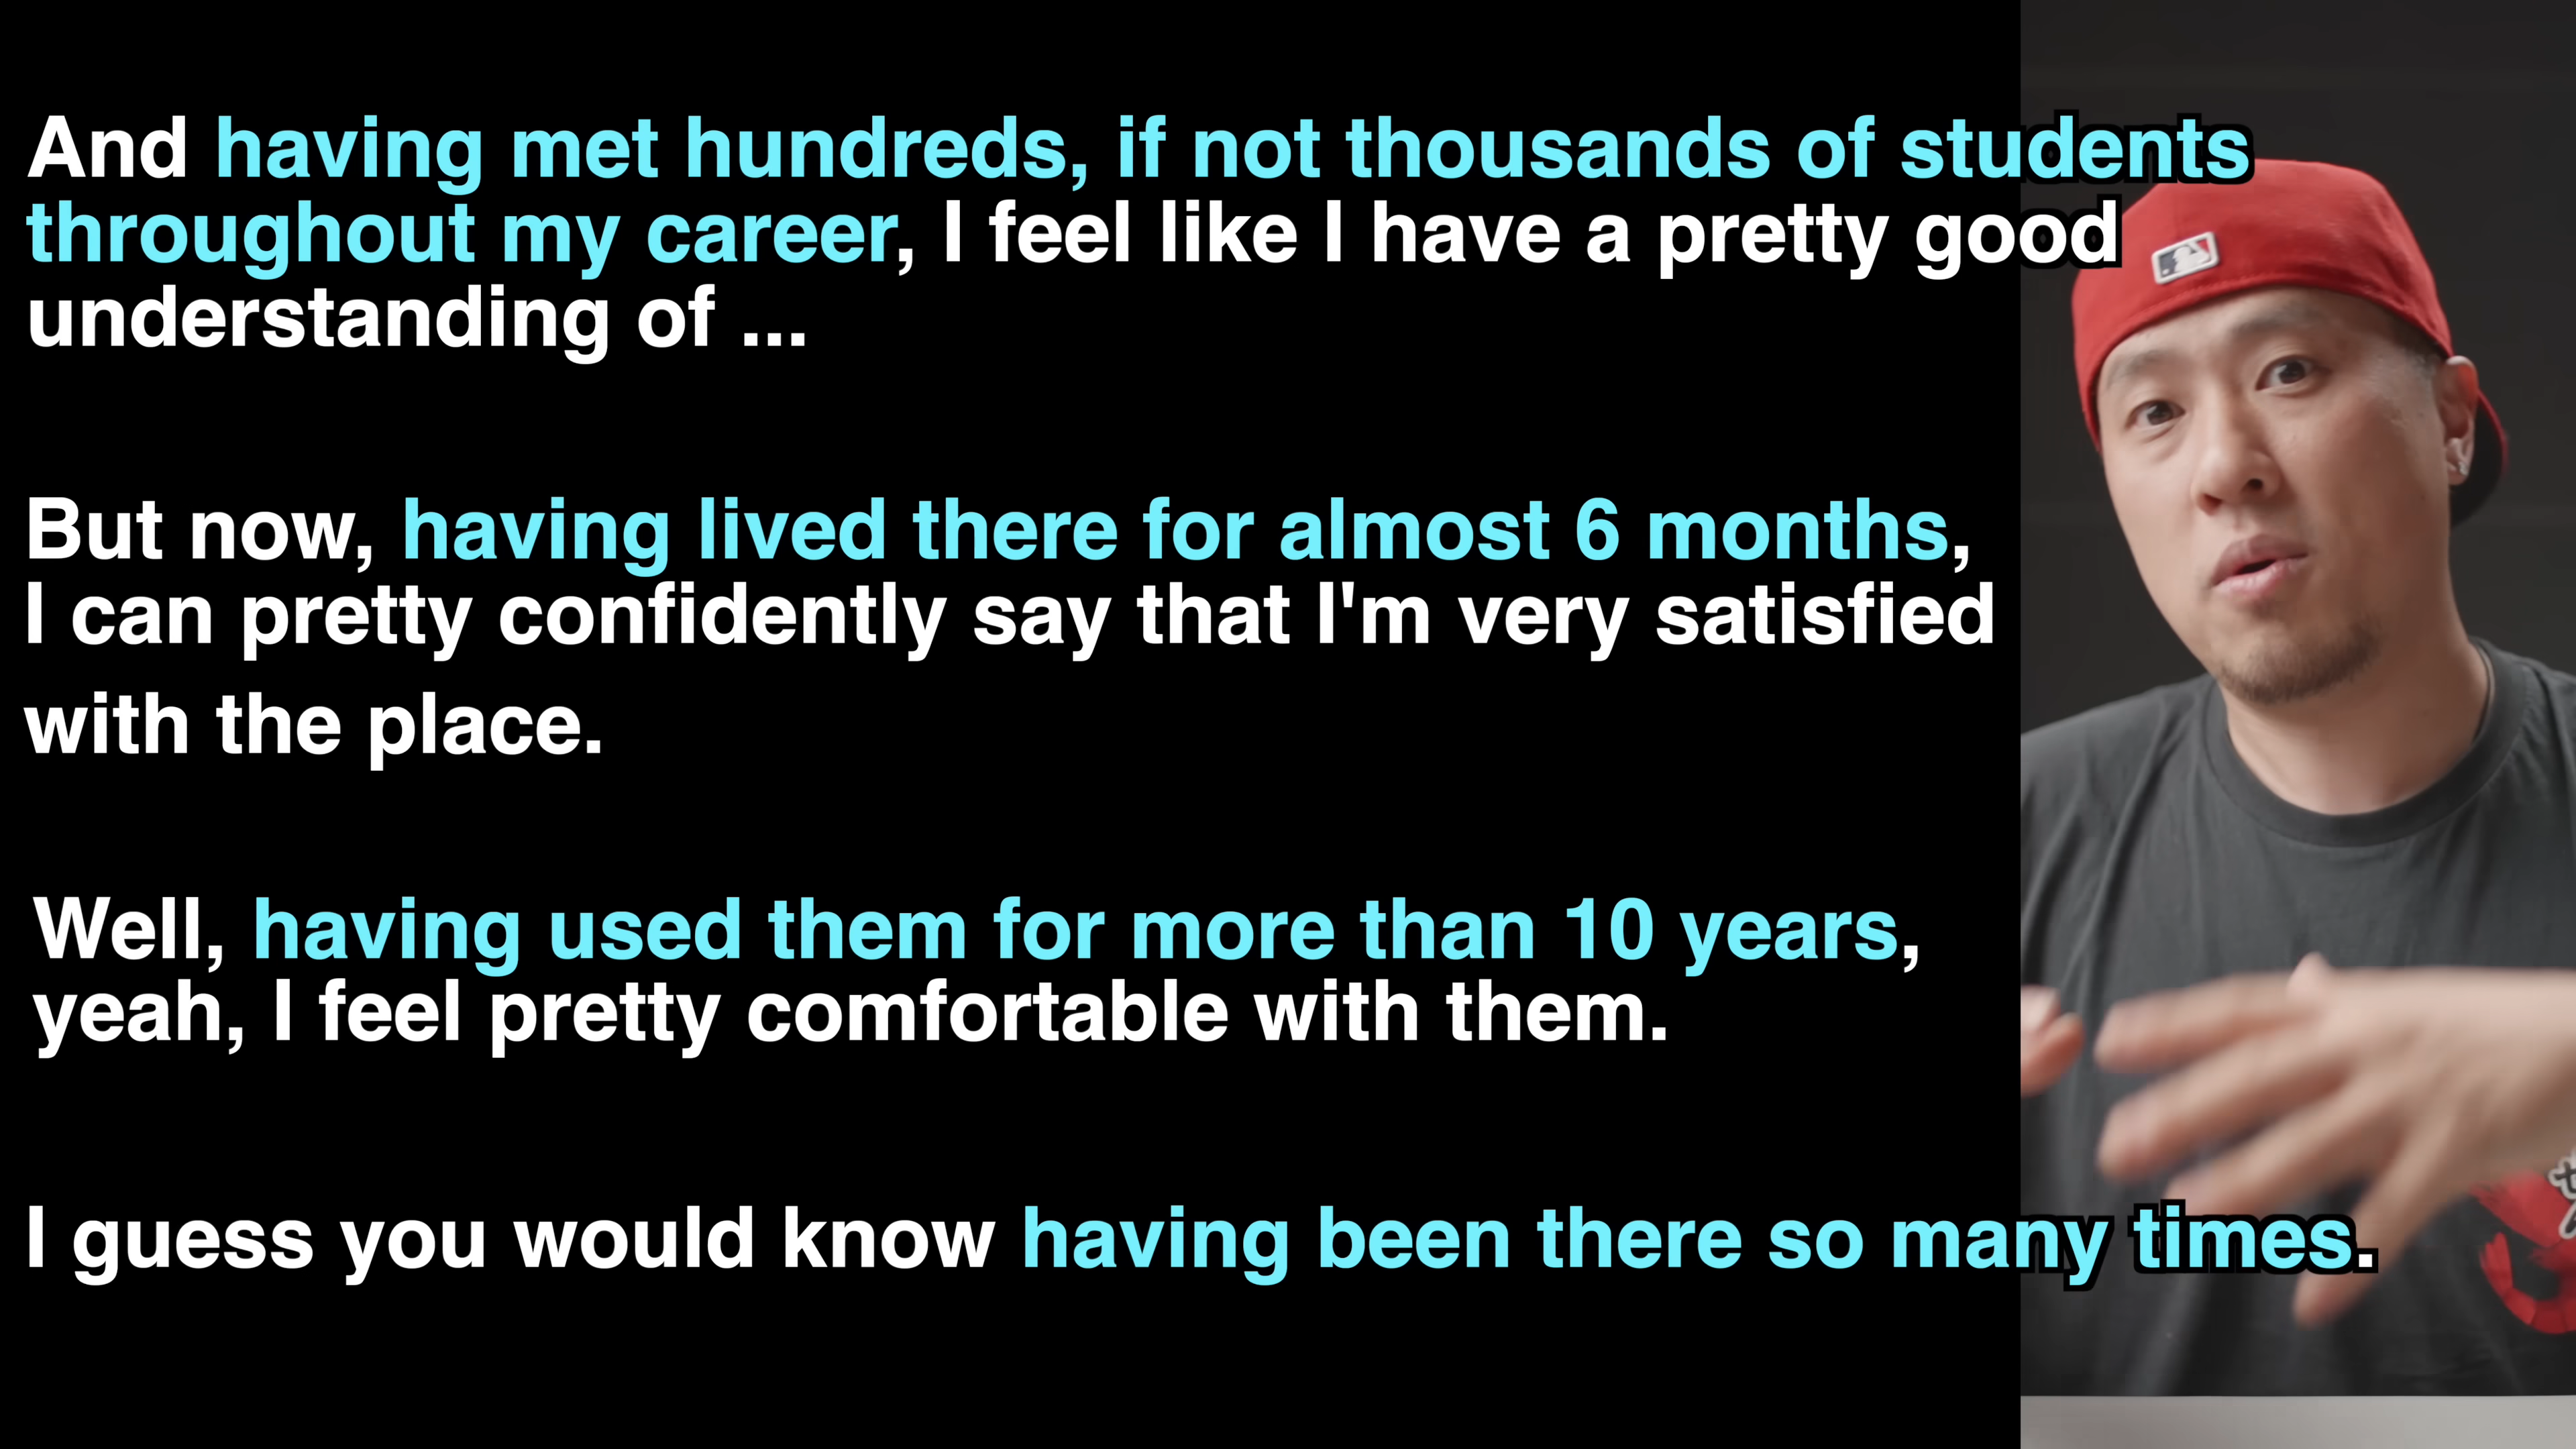 And having met hundreds, if not thousands of students
throughout my career, I feel like I have a pretty good
understanding of ...
But now, having lived there for almost 6 months,
I can pretty confidently say that I'm very satisfied
with the place.
Well, having used them for more than 10 years,
yeah, I feel pretty comfortable with them.
I guess you would know having been there so many times.